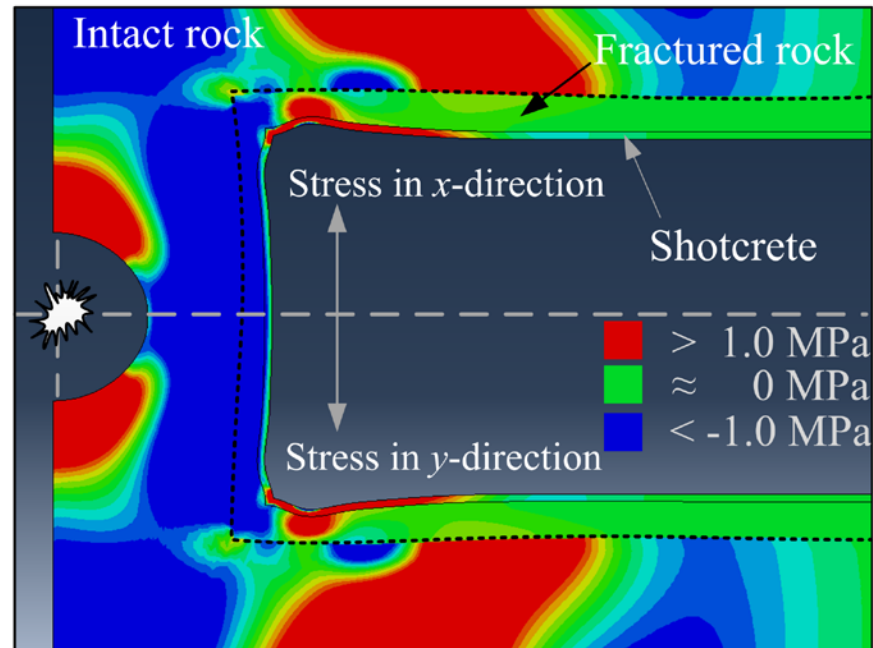 Intact rock
Fractured rock
Stress in x-direction
Shotcrete
> 1.0 MPa
≈ 0 MPa
< -1.0 MPa
Stress in y-direction